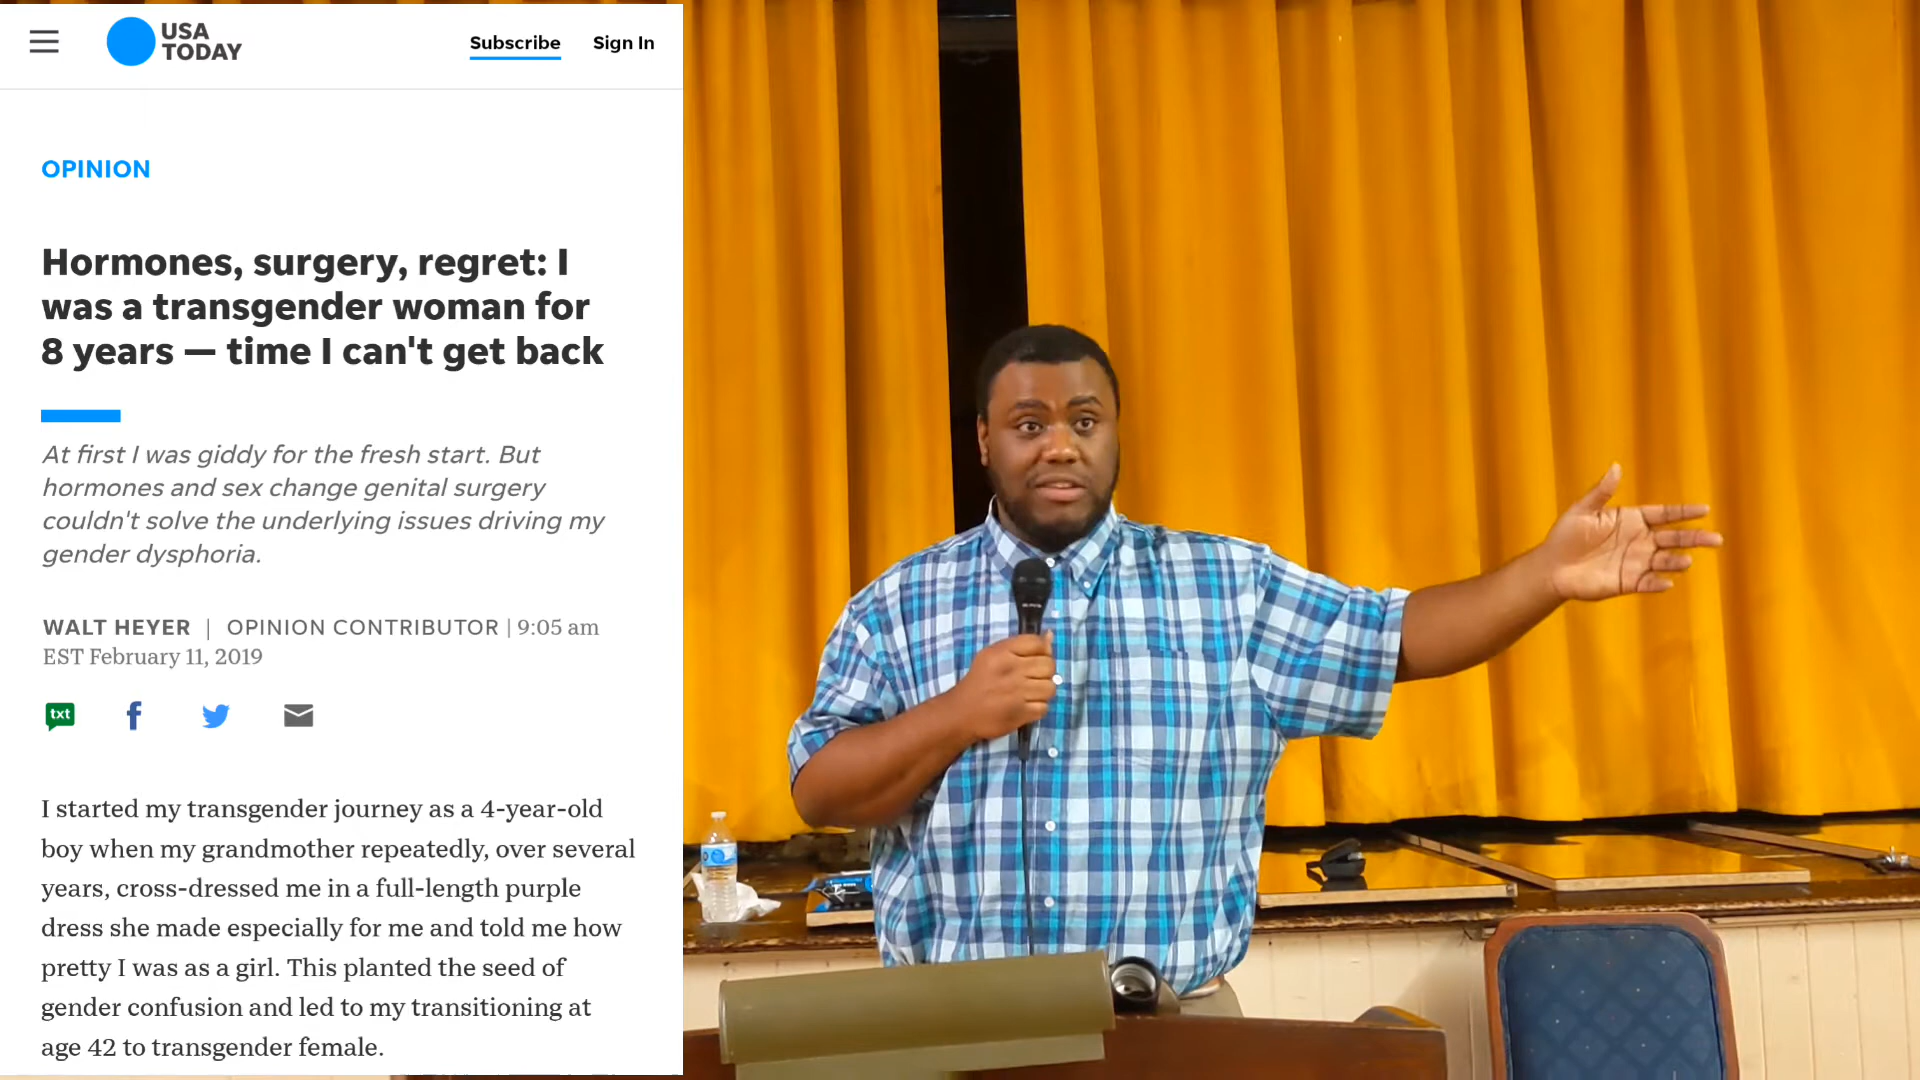 USA
TODAY
Subscribe
Sign In
OPINION
Hormones, surgery, regret: I
was a transgender woman for
8 years — time I can't get back
At first I was giddy for the fresh start. But
hormones and sex change genital surgery
couldn't solve the underlying issues driving my
gender dysphoria.
WALT HEYER | OPINION CONTRIBUTOR | 9:05 am
EST February 11, 2019
txt
I started my transgender journey as a 4-year-old
boy when my grandmother repeatedly, over several
years, cross-dressed me in a full-length purple
dress she made especially for me and told me how
pretty I was as a girl. This planted the seed of
gender confusion and led to my transitioning at
age 42 to transgender female.